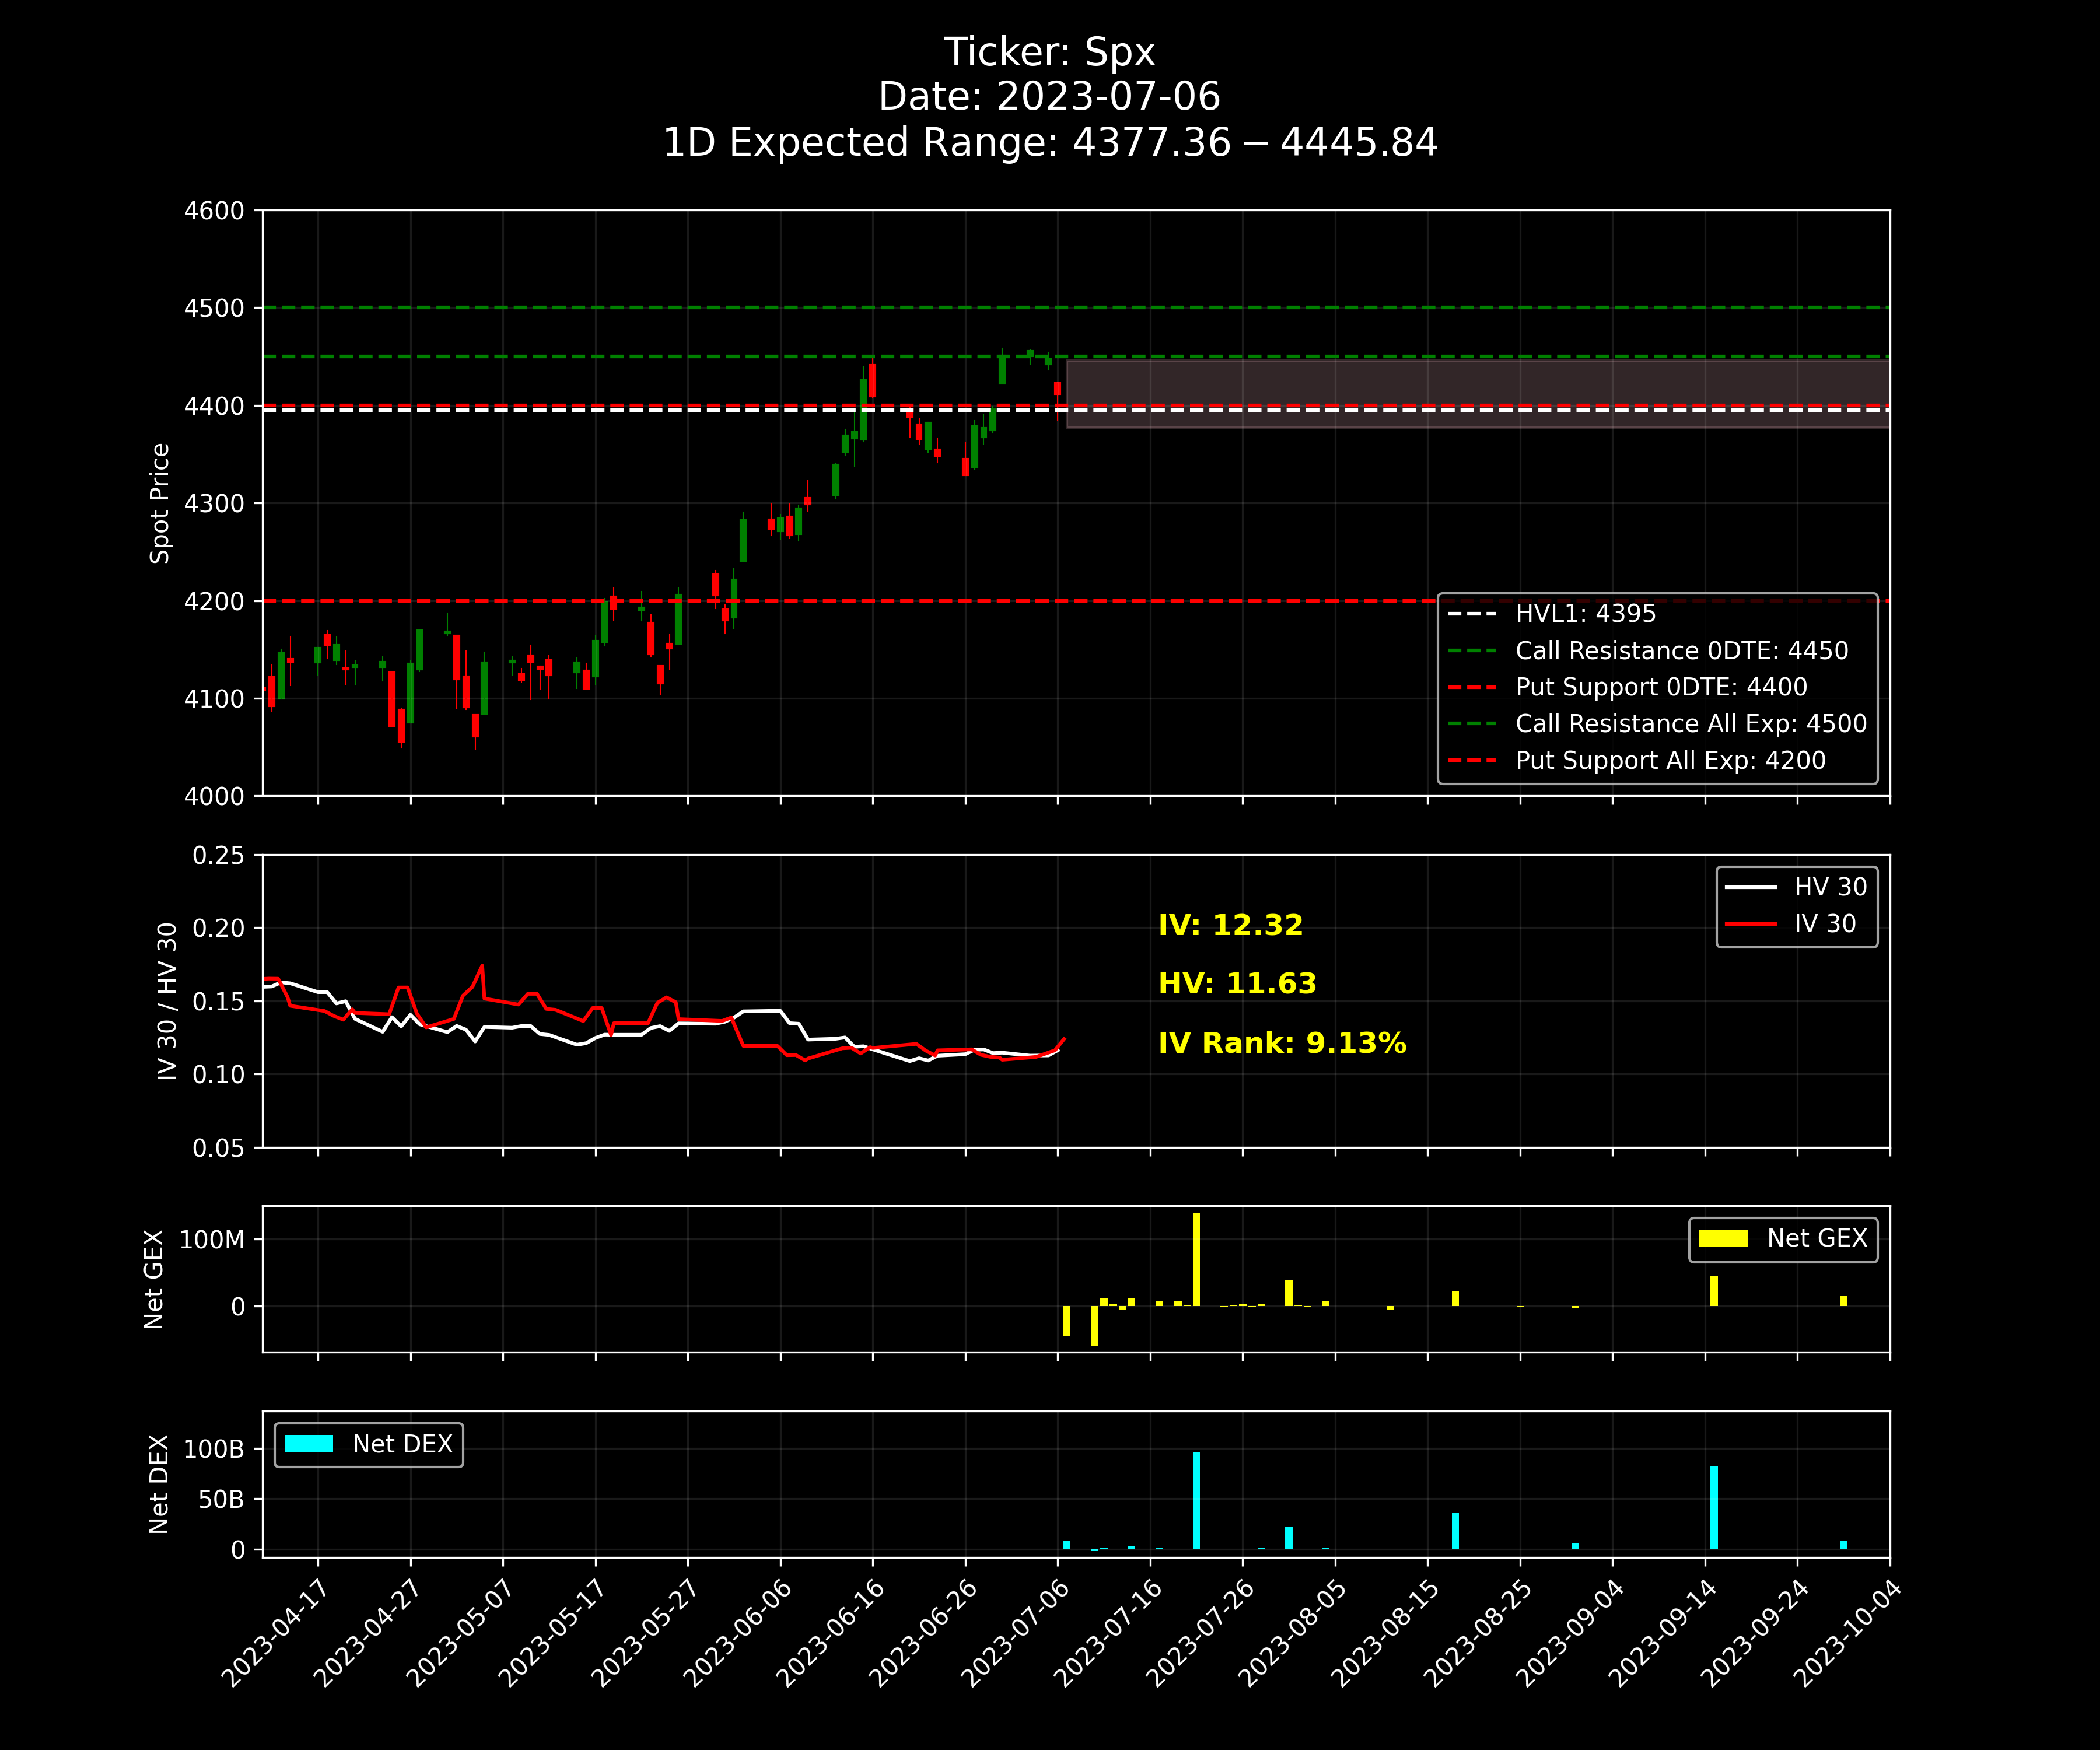 Ticker: Spx
Date: 2023-07-06
1D Expected Range: 4377.36 − 4445.84
4600
4500
4400
4300
4200
4100
4000
Spot Price
HVL1: 4395
Call Resistance 0DTE: 4450
Put Support 0DTE: 4400
Call Resistance All Exp: 4500
Put Support All Exp: 4200
0.25
0.20
0.15
0.10
0.05
IV 30 / HV 30
IV: 12.32
HV: 11.63
IV Rank: 9.13%
HV 30
IV 30
100M
0
Net GEX
Net GEX
100B
50B
0
Net DEX
Net DEX
2023-04-17
2023-04-27
2023-05-07
2023-05-17
2023-05-27
2023-06-06
2023-06-16
2023-06-26
2023-07-06
2023-07-16
2023-07-26
2023-08-05
2023-08-15
2023-08-25
2023-09-04
2023-09-14
2023-09-24
2023-10-04